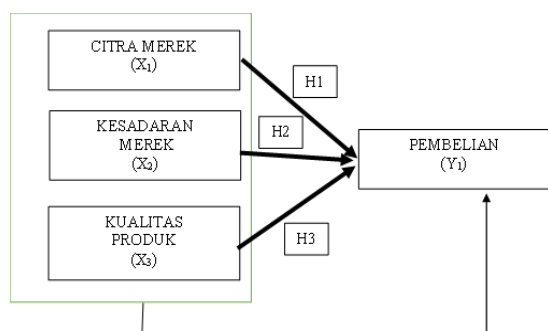 CITRA MEREK
(X₁)
H1
KESADARAN
MEREK
(X₂)
H2
PEMBELIAN
(Y₁)
KUALITAS
PRODUK
(X₃)
H3